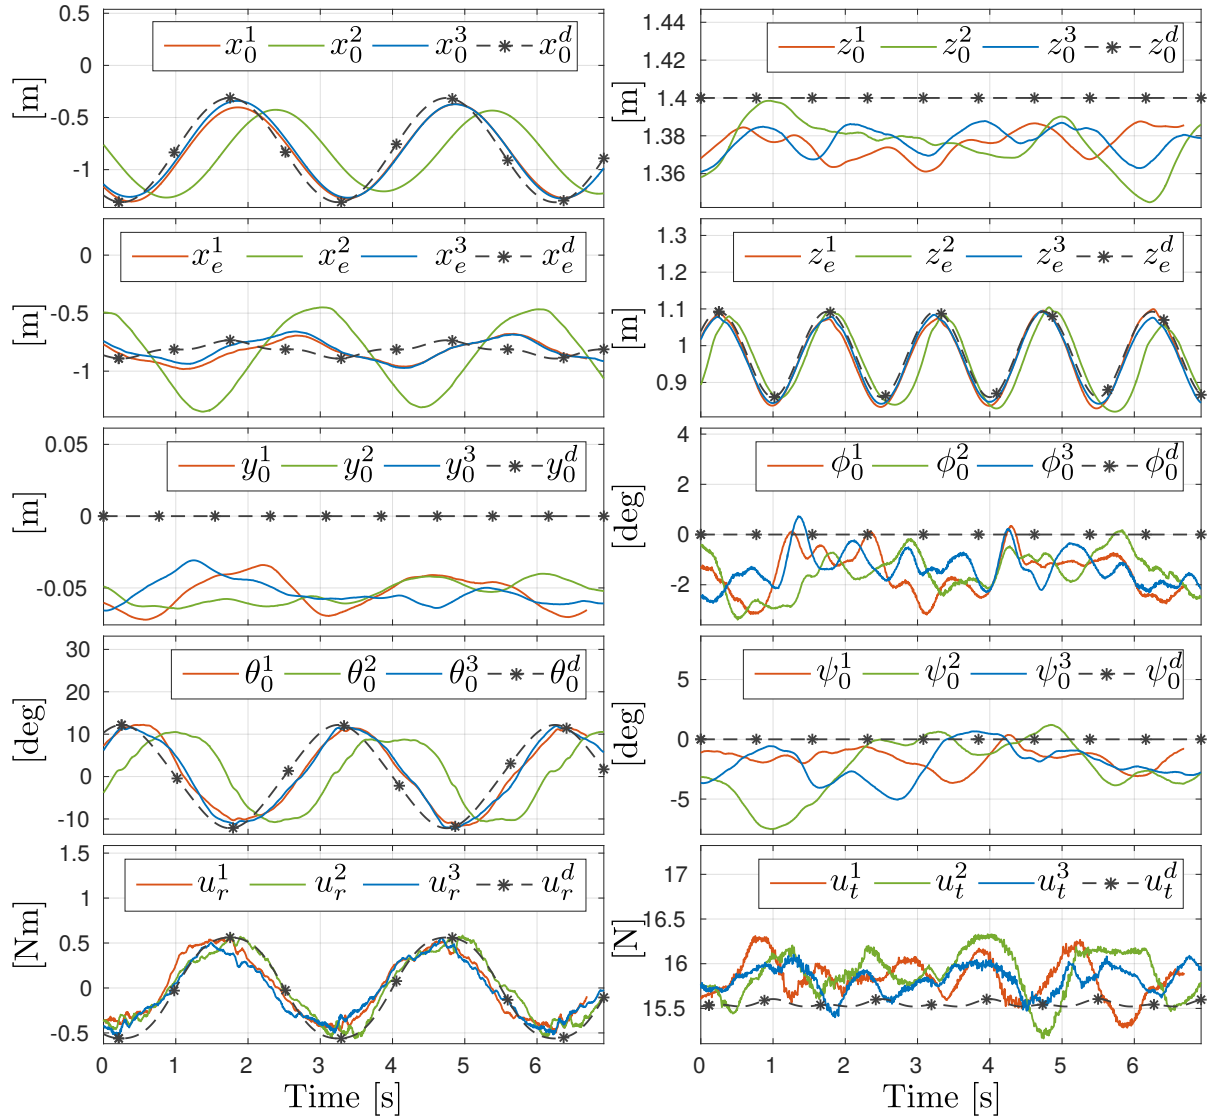 0.5
0
-0.5
-1
[m]
x_0^1 x_0^2 x_0^3 x_0^d
1.44
1.42
1.4
1.38
1.36
[m]
z_0^1 z_0^2 z_0^3 z_0^d
0
-0.5
-1
[m]
x_e^1 x_e^2 x_e^3 x_e^d
1.3
1.2
1.1
1
0.9
[m]
z_e^1 z_e^2 z_e^3 z_e^d
0.05
0
-0.05
[m]
y_0^1 y_0^2 y_0^3 y_0^d
4
2
0
-2
[deg]
ϕ_0^1 ϕ_0^2 ϕ_0^3 ϕ_0^d
30
20
10
0
-10
[deg]
θ_0^1 θ_0^2 θ_0^3 θ_0^d
5
0
-5
[deg]
ψ_0^1 ψ_0^2 ψ_0^3 ψ_0^d
1.5
1
0.5
0
-0.5
[Nm]
u_r^1 u_r^2 u_r^3 u_r^d
0 1 2 3 4 5 6
Time [s]
17
16.5
16
15.5
[N]
u_t^1 u_t^2 u_t^3 u_t^d
0 1 2 3 4 5 6
Time [s]